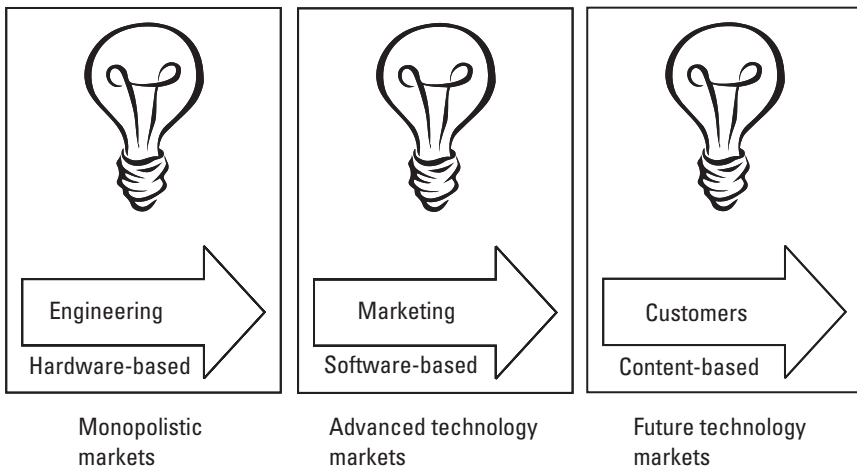 Engineering
Hardware-based
Monopolistic
markets
Marketing
Software-based
Advanced technology
markets
Customers
Content-based
Future technology
markets